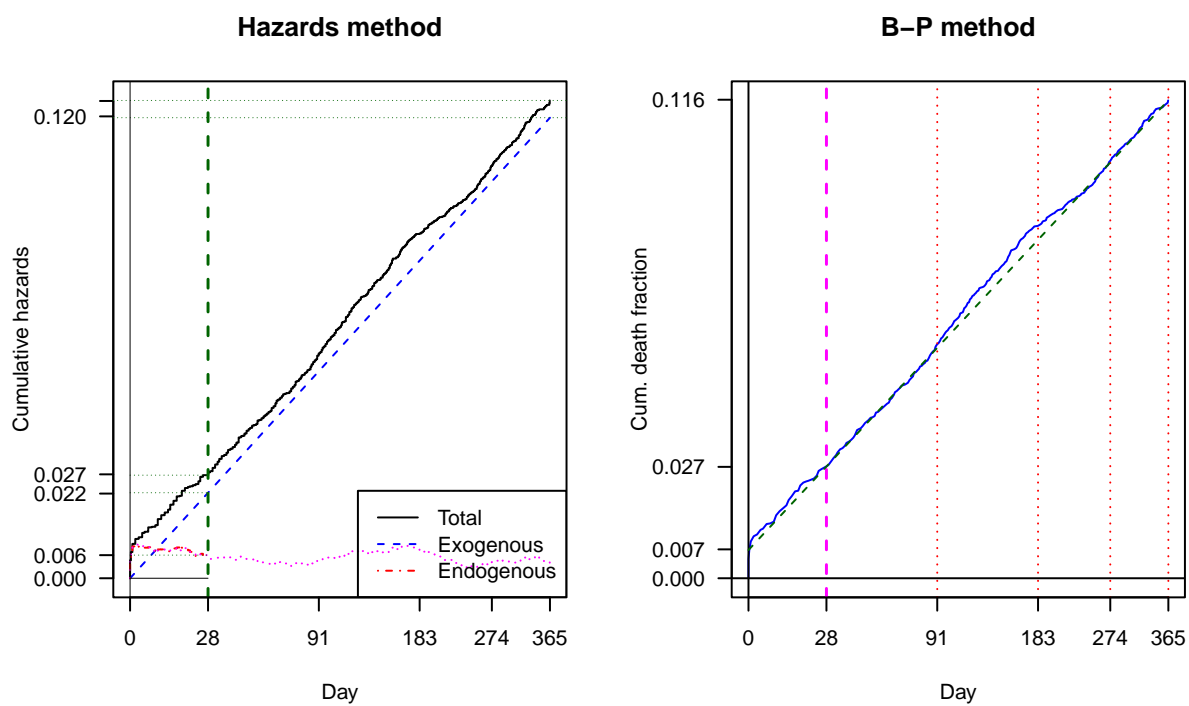 Hazards method
Cumulative hazards
0.120
0.027
0.022
0.006
0.000
Total
Exogenous
Endogenous
0 28 91 183 274 365
Day
B−P method
Cum. death fraction
0.116
0.027
0.007
0.000
0 28 91 183 274 365
Day